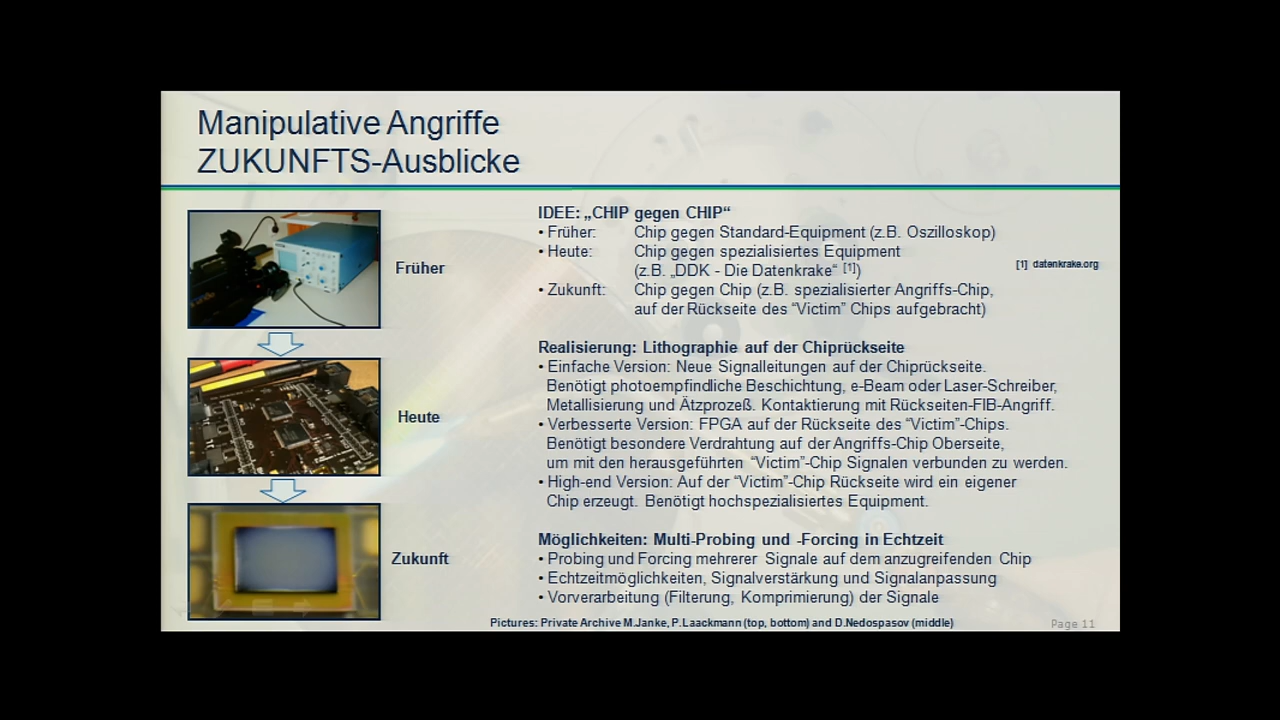 Manipulative Angriffe
ZUKUNFTS-Ausblicke
Früher
Heute
Zukunft
IDEE: „CHIP gegen CHIP“
• Früher: Chip gegen Standard-Equipment (z.B. Oszilloskop)
• Heute: Chip gegen spezialisiertes Equipment
(z.B. „DDK - Die Datenkrake“ [1])
[1] datenkrake.org
• Zukunft: Chip gegen Chip (z.B. spezialisierter Angriffs-Chip,
auf der Rückseite des “Victim” Chips aufgebracht)
Realisierung: Lithographie auf der Chiprückseite
• Einfache Version: Neue Signalleitungen auf der Chiprückseite.
Benötigt photoempfindliche Beschichtung, e-Beam oder Laser-Schreiber,
Metallisierung und Ätzprozeß. Kontaktierung mit Rückseiten-FIB-Angriff.
• Verbesserte Version: FPGA auf der Rückseite des “Victim”-Chips.
Benötigt besondere Verdrahtung auf der Angriffs-Chip Oberseite,
um mit den herausgeführten “Victim”-Chip Signalen verbunden zu werden.
• High-end Version: Auf der “Victim”-Chip Rückseite wird ein eigener
Chip erzeugt. Benötigt hochspezialisiertes Equipment.
Möglichkeiten: Multi-Probing und -Forcing in Echtzeit
• Probing und Forcing mehrerer Signale auf dem anzugreifenden Chip
• Echtzeitmöglichkeiten, Signalverstärkung und Signalanpassung
• Vorverarbeitung (Filterung, Komprimierung) der Signale
Pictures: Private Archive M.Janke, P.Laackmann (top, bottom) and D.Nedospasov (middle)
Page 11